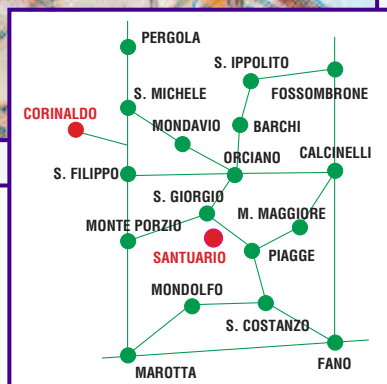 PERGOLA
S. IPPOLITO
S. MICHELE
FOSSOMBRONE
CORINALDO
MONDAVIO
BARCHI
ORCIANO
CALCINELLI
S. FILIPPO
S. GIORGIO
M. MAGGIORE
MONTE PORZIO
SANTUARIO
PIAGGE
MONDOLFO
S. COSTANZO
MAROTTA
FANO